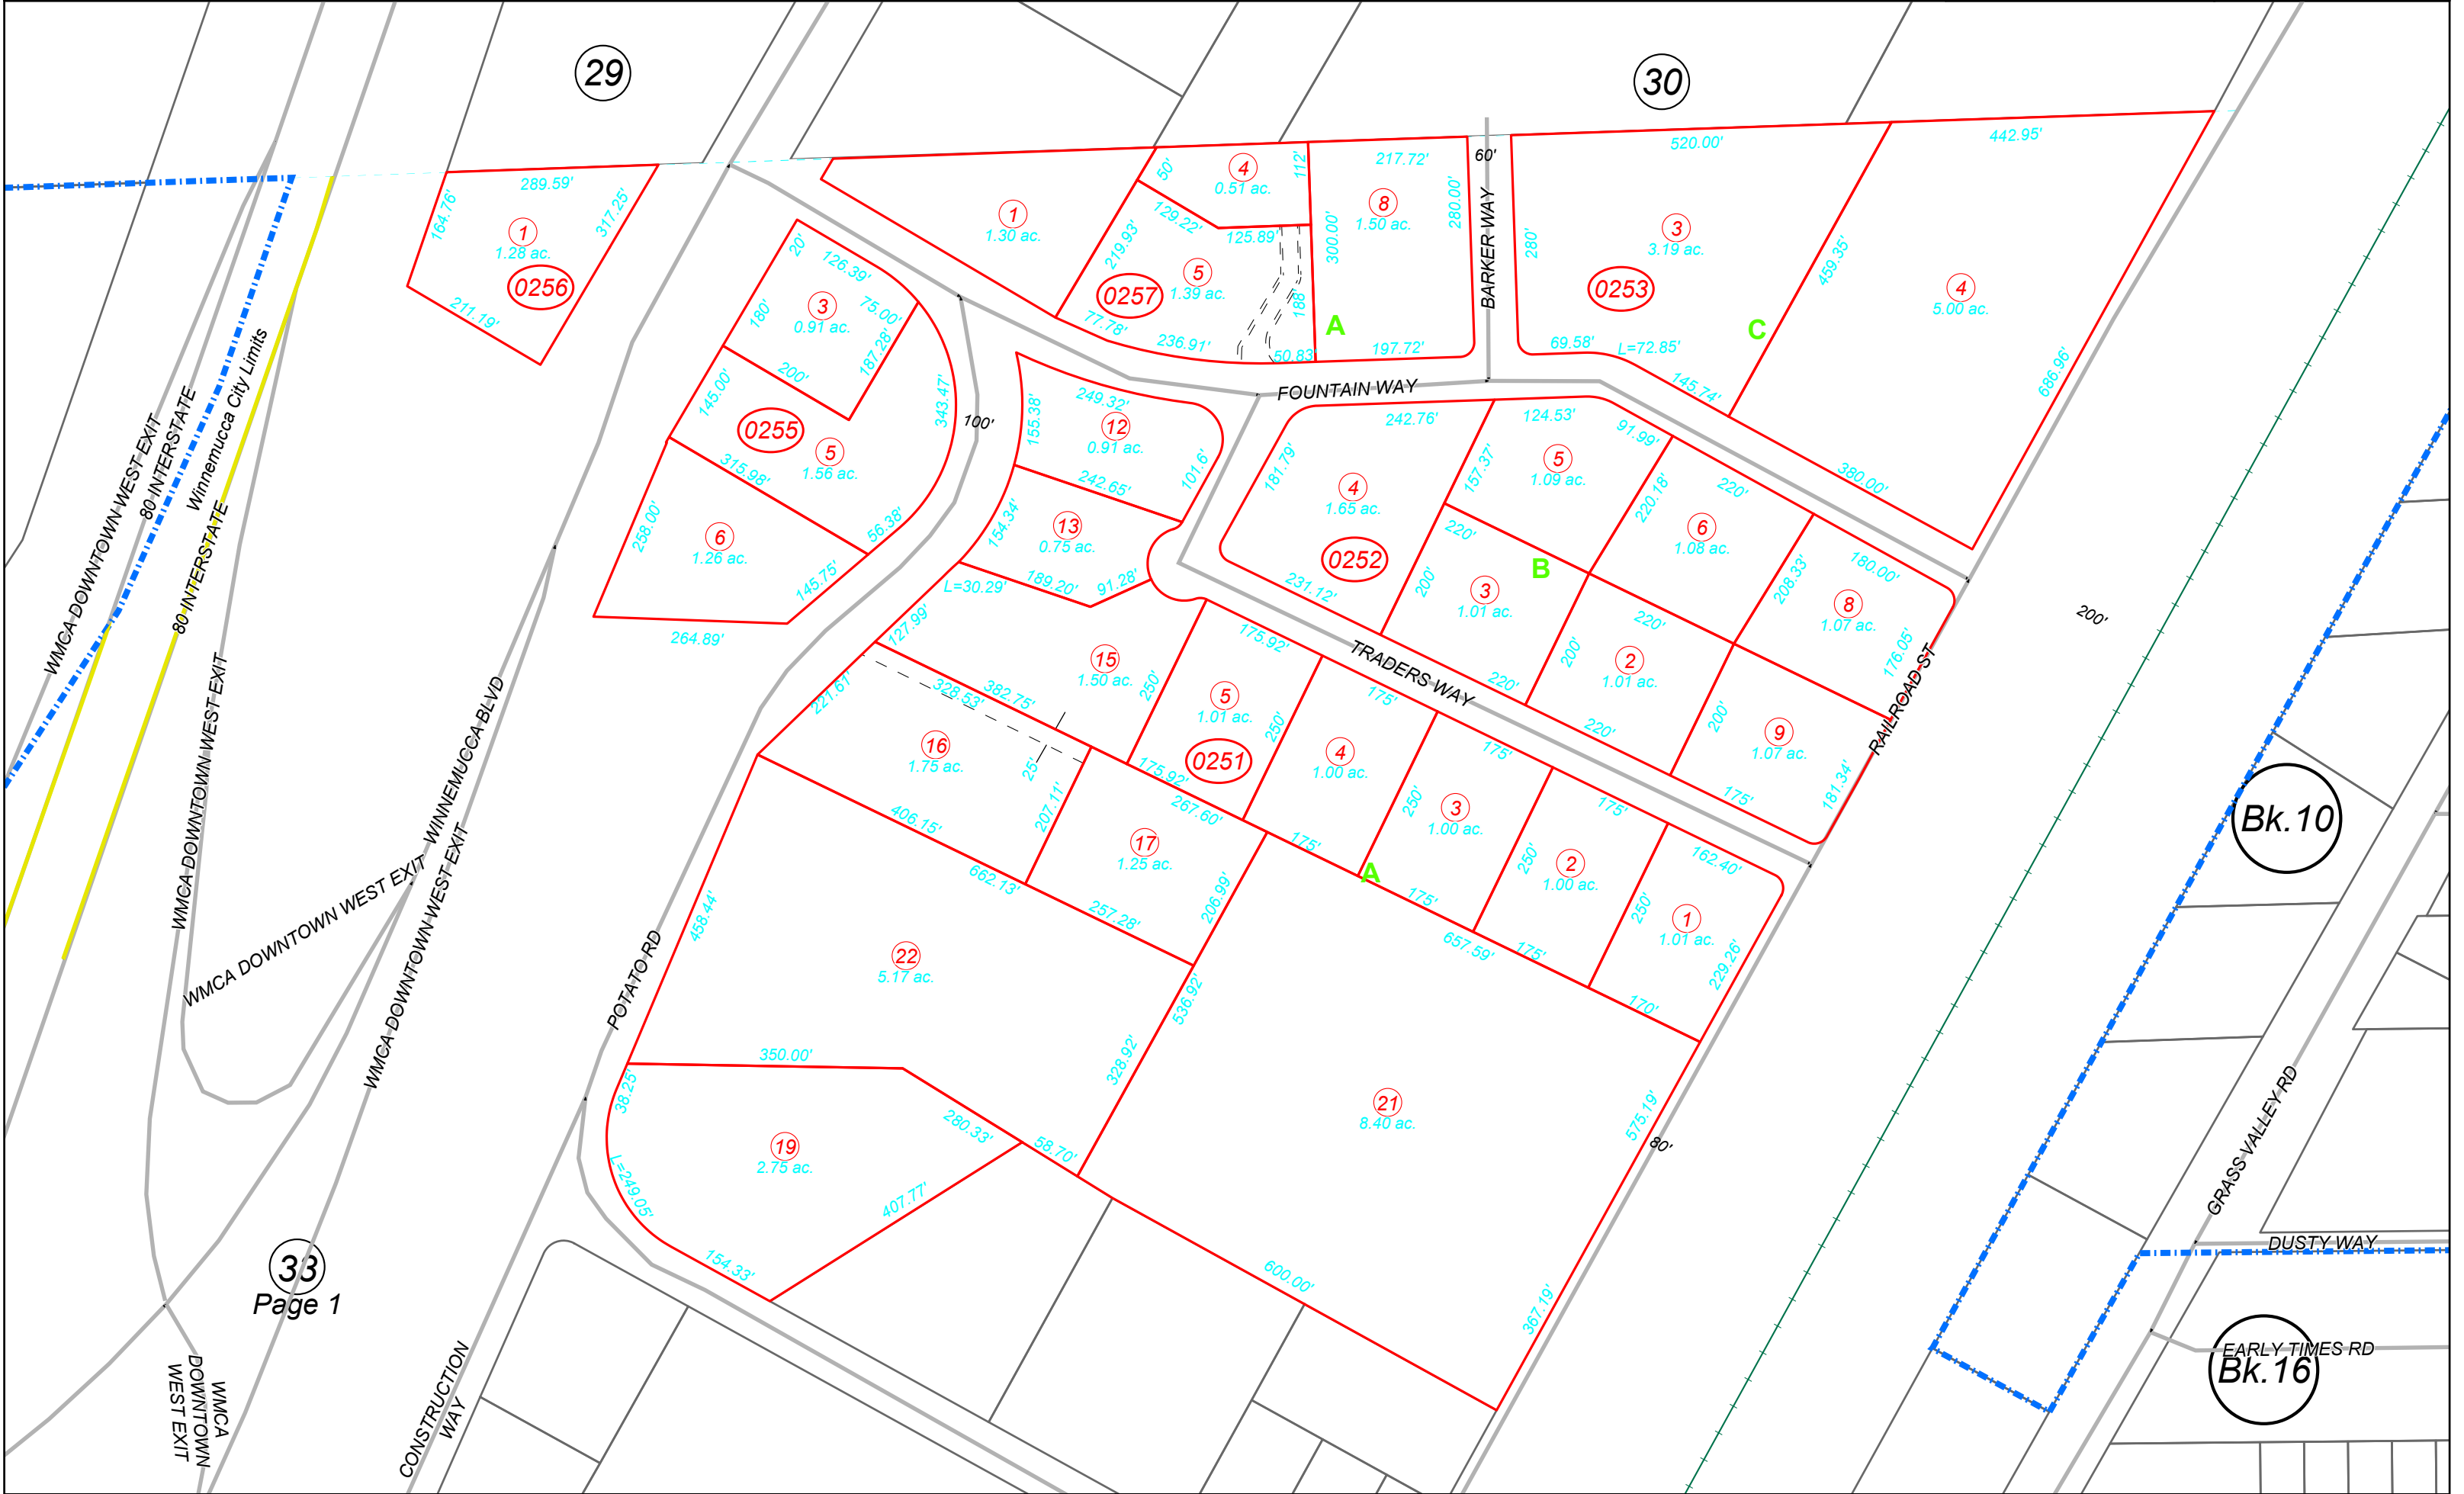 29
30
289.59'
164.76'
317.25'
1
1.28 ac.
0256
211.19'
1
1.30 ac.
50'
4
0.51 ac.
112'
129.22'
125.89'
219.93'
0257
5
1.39 ac.
188'
77.78'
236.91'
50.83'
217.72'
8
1.50 ac.
300.00'
280.00'
197.72'
A
60'
BARKER WAY
520.00'
3
3.19 ac.
280'
0253
459.35'
69.58'
L=72.85'
145.74'
C
442.95'
4
5.00 ac.
686.96'
380.00'
20'
126.39'
75.00'
180'
3
0.91 ac.
187.28'
200'
145.00'
0255
5
1.56 ac.
343.47'
315.98'
56.38'
258.00'
6
1.26 ac.
145.75'
264.89'
100'
FOUNTAIN WAY
249.32'
155.38'
12
0.91 ac.
101.6'
242.65'
154.34'
13
0.75 ac.
L=30.29'
189.20'
91.28'
127.99'
242.76'
181.79'
4
1.65 ac.
0252
231.12'
124.53'
91.99'
157.37'
5
1.09 ac.
220'
220.18'
B
220'
6
1.08 ac.
208.33'
180.00'
8
1.07 ac.
176.05'
200'
3
1.01 ac.
220'
220'
200'
2
1.01 ac.
220'
200'
9
1.07 ac.
175'
181.34'
TRADERS WAY
RAILROAD ST
200'
15
1.50 ac.
382.75'
328.53'
250'
221.61'
16
1.75 ac.
25'
207.11'
406.15'
175.92'
5
1.01 ac.
250'
0251
175.92'
267.60'
175'
4
1.00 ac.
175'
250'
A
175'
3
1.00 ac.
175'
250'
175'
2
1.00 ac.
175'
250'
162.40'
1
1.01 ac.
229.26'
170'
657.59'
17
1.25 ac.
206.99'
662.13'
257.28'
458.44'
22
5.17 ac.
536.92'
328.92'
350.00'
38.25'
280.33'
58.70'
19
2.75 ac.
L=249.05'
407.77'
154.33'
21
8.40 ac.
575.19'
80'
600.00'
367.19'
WMCA DOWNTOWN WEST EXIT
80 INTERSTATE
Winnemucca City Limits
80 INTERSTATE
WMCA DOWNTOWN WEST EXIT
WINNEMUCCA BLVD
WMCA DOWNTOWN WEST EXIT
WMCA DOWNTOWN WEST EXIT
POTATO RD
33
Page 1
WMCA
DOWNTOWN
WEST EXIT
CONSTRUCTION
WAY
Bk.10
GRASS VALLEY RD
DUSTY WAY
EARLY TIMES RD
Bk.16